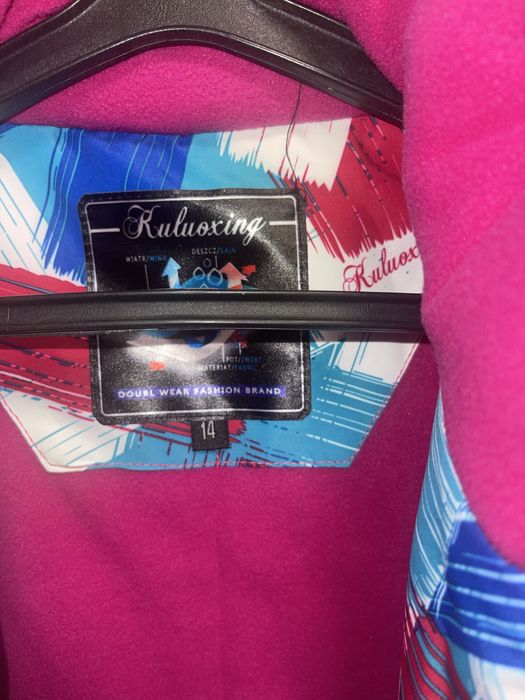 Kuluoxing
DESZCZ/RAIN
WIATR/WIND
Kuluox
POT/SWEAT
MATERIAŁ/FABRIC
DOUBL WEAR FASHION BRAND
14